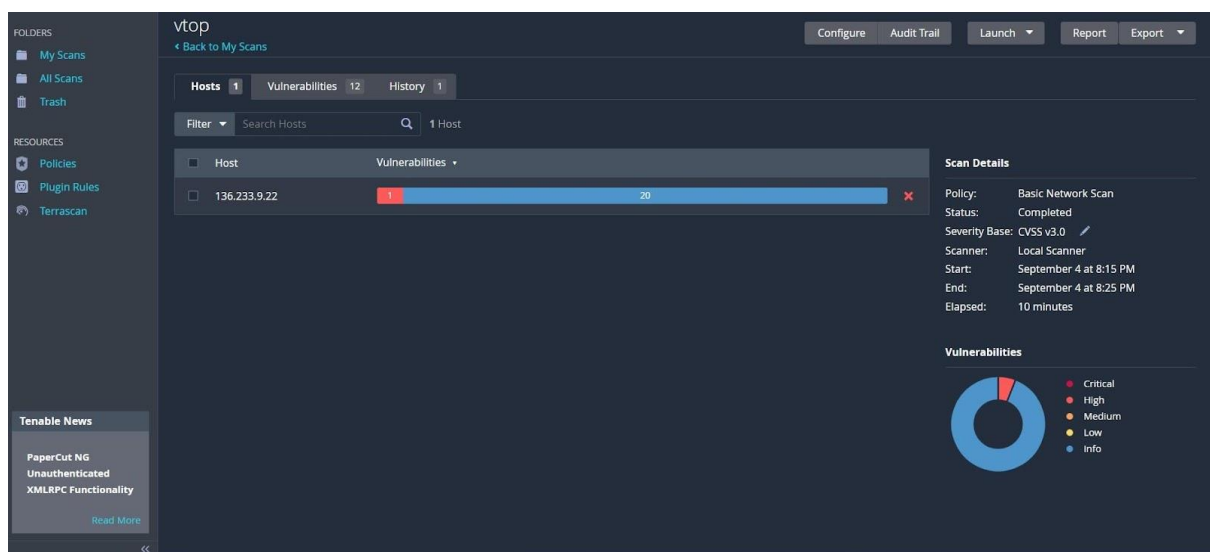 FOLDERS
My Scans
All Scans
Trash
RESOURCES
Policies
Plugin Rules
Terrascan
Tenable News
PaperCut NG
Unauthenticated
XMLRPC Functionality
Read More
vtop
Back to My Scans
Configure Audit Trail Launch Report Export
Hosts 1 Vulnerabilities 12 History 1
Filter Search Hosts 1 Host
Host Vulnerabilities
136.233.9.22 1 20
Scan Details
Policy: Basic Network Scan
Status: Completed
Severity Base: CVSS v3.0
Scanner: Local Scanner
Start: September 4 at 8:15 PM
End: September 4 at 8:25 PM
Elapsed: 10 minutes
Vulnerabilities
Critical
High
Medium
Low
Info